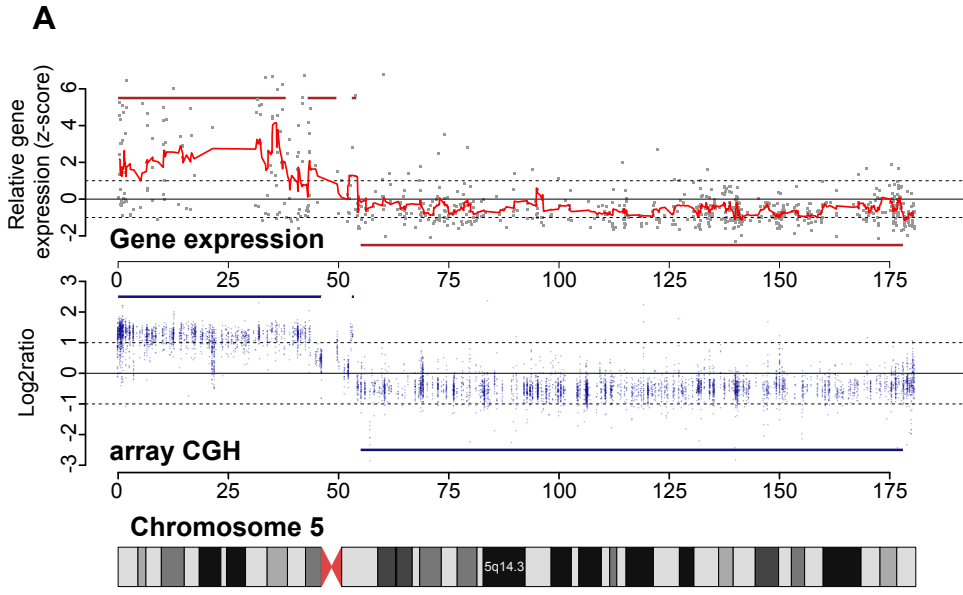 A
Relative gene
expression (z-score)
6
4
2
0
-2
Gene expression
0 25 50 75 100 125 150 175
Log2ratio
3
2
1
0
-1
-2
-3
array CGH
0 25 50 75 100 125 150 175
Chromosome 5
5q14.3